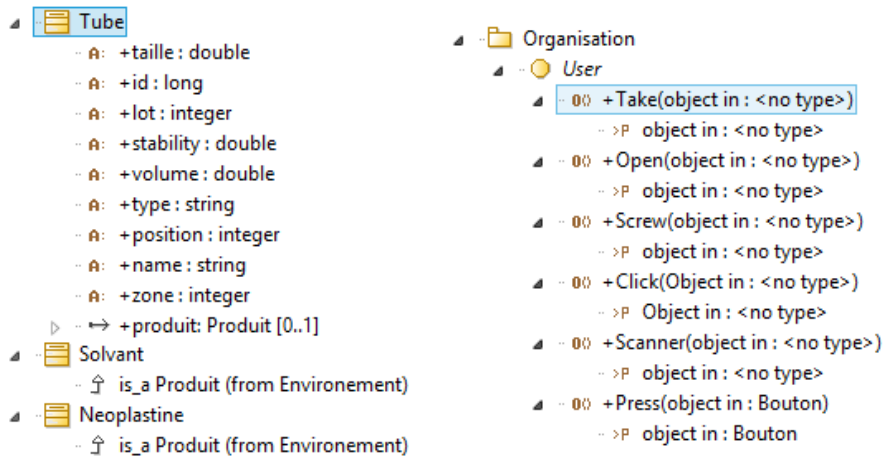 Tube
+taille : double
+id : long
+lot : integer
+stability : double
+volume : double
+type : string
+position : integer
+name : string
+zone : integer
+produit: Produit [0..1]
Solvant
is_a Produit (from Environement)
Neoplastine
is_a Produit (from Environement)
Organisation
User
+Take(object in : <no type>)
object in : <no type>
+Open(object in : <no type>)
object in : <no type>
+Screw(object in : <no type>)
object in : <no type>
+Click(Object in : <no type>)
Object in : <no type>
+Scanner(object in : <no type>)
object in : <no type>
+Press(object in : Bouton)
object in : Bouton